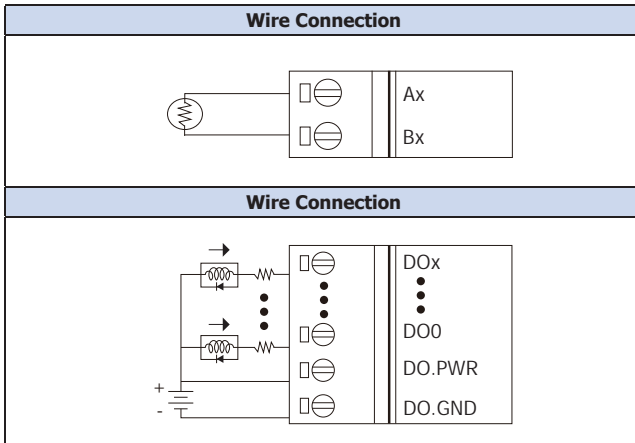 Wire Connection
Ax
Bx
Wire Connection
DOx
DO0
DO.PWR
+
-
DO.GND